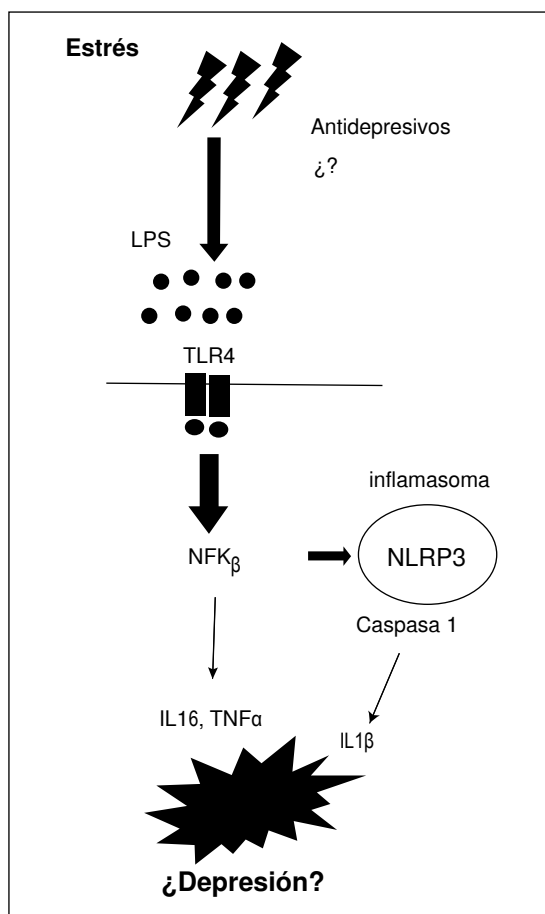 Estrés
Antidepresivos
¿?
LPS
TLR4
inflamasoma
NFKβ
NLRP3
Caspasa 1
IL16, TNFα
IL1β
¿Depresión?